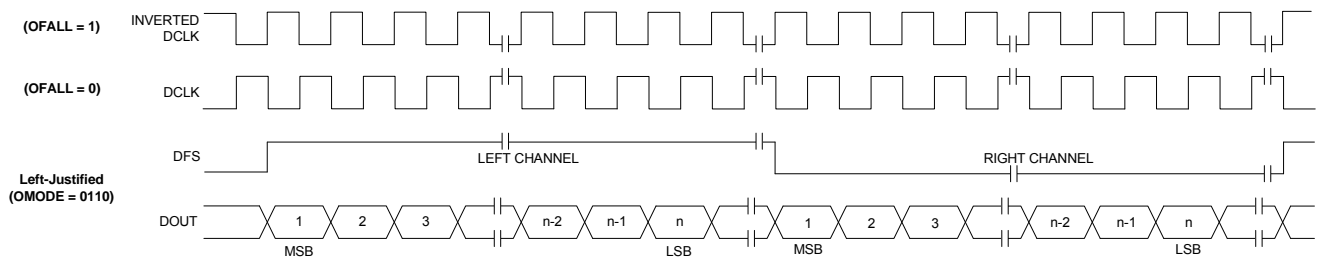 (OFALL = 1)
INVERTED
DCLK
(OFALL = 0)
DCLK
DFS
LEFT CHANNEL
RIGHT CHANNEL
Left-Justified
(OMODE = 0110)
DOUT
1 2 3 n-2 n-1 n 1 2 3 n-2 n-1 n
MSB LSB MSB LSB